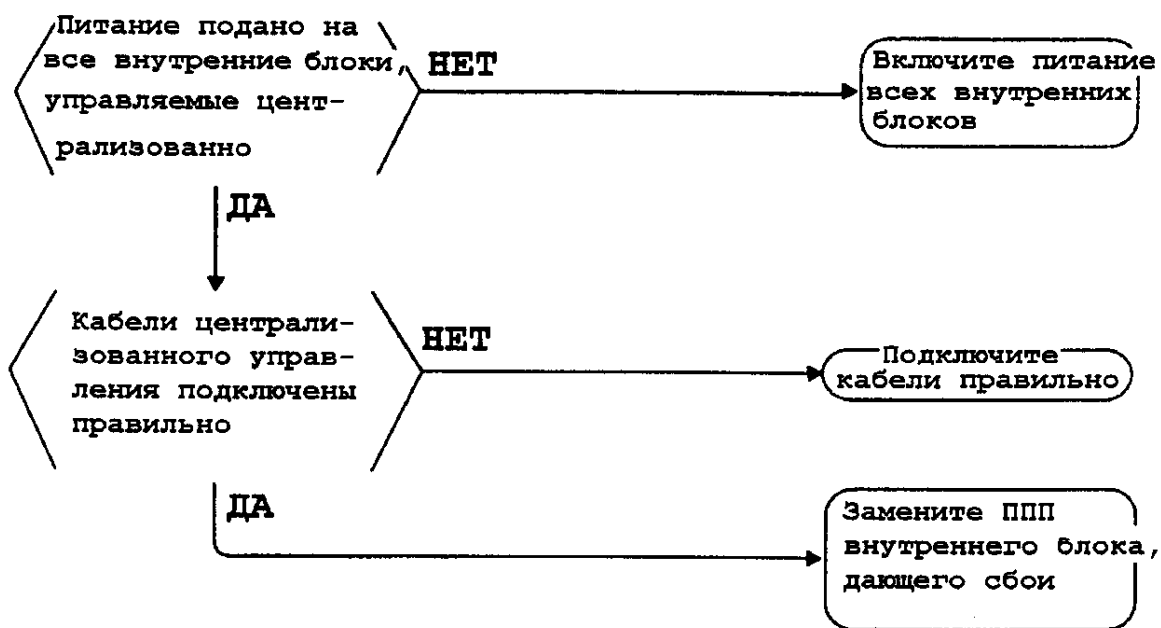 Питание подано на
все внутренние блоки,
управляемые цент-
рализованно
НЕТ
Включите питание
всех внутренних
блоков
ДА
Кабели централи-
зованного управ-
ления подключены
правильно
НЕТ
Подключите
кабели правильно
ДА
Замените ППП
внутреннего блока,
дающего сбои